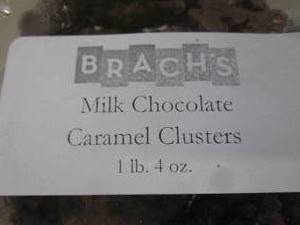 BRACH'S
Milk Chocolate
Caramel Clusters
1 lb. 4 oz.